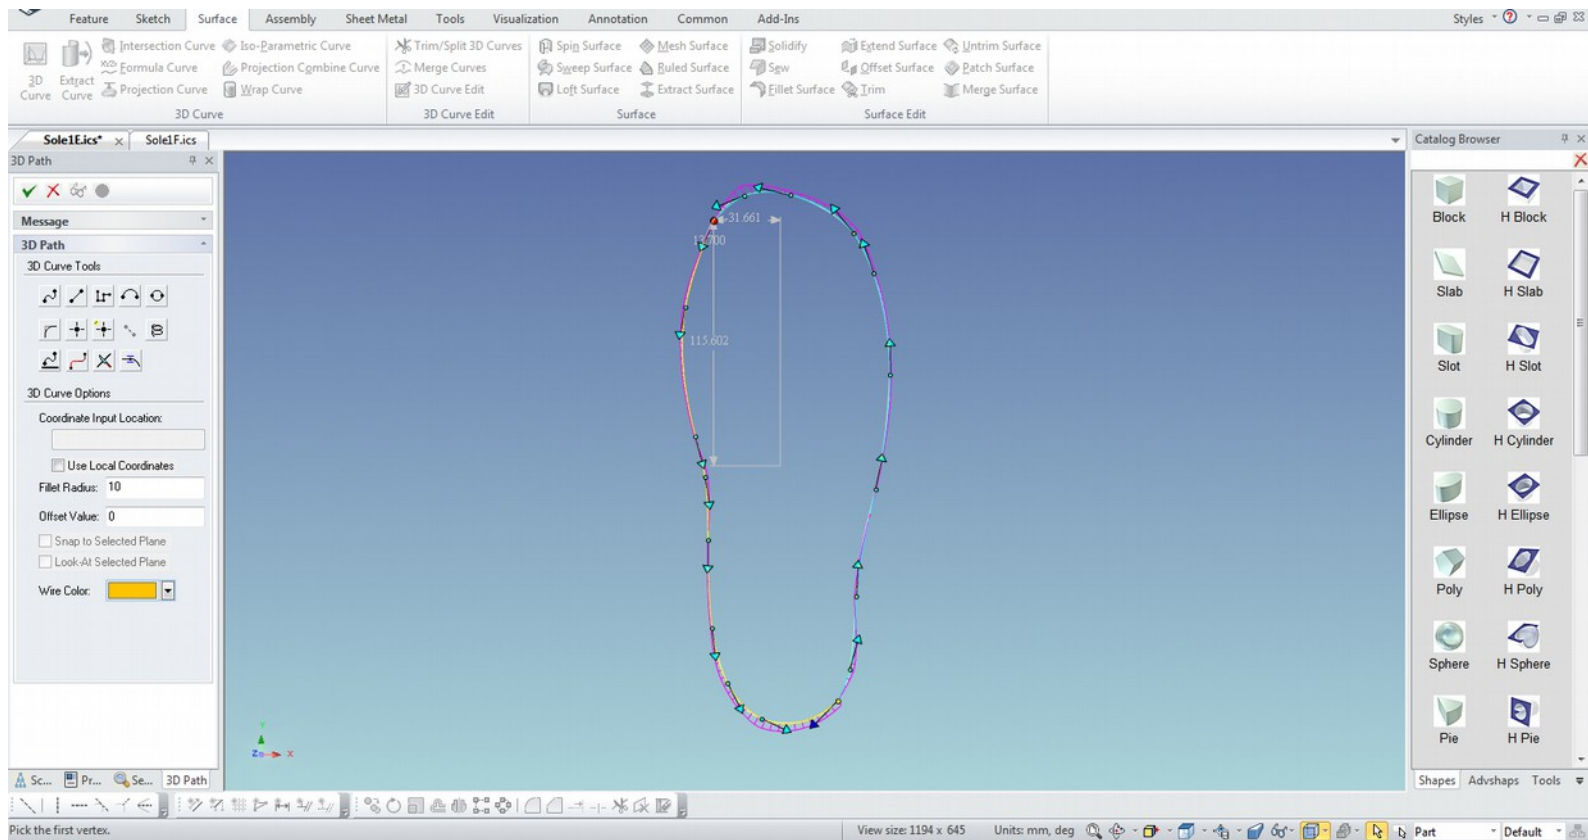 Feature Sketch Surface Assembly Sheet Metal Tools Visualization Annotation Common Add-Ins Styles
Intersection Curve Iso-Parametric Curve Trim/Split 3D Curves Spin Surface Mesh Surface Solidify Extend Surface Untrim Surface
3D Curve Extract Curve Formula Curve Projection Combine Curve Merge Curves Sweep Surface Ruled Surface Sew Offset Surface Patch Surface
Projection Curve Wrap Curve 3D Curve Edit Loft Surface Extract Surface Fillet Surface Trim Merge Surface
3D Curve 3D Curve Edit Surface Surface Edit
Sole1E.ics* Sole1F.ics
3D Path
Message
3D Path
3D Curve Tools
3D Curve Options
Coordinate Input Location:
Use Local Coordinates
Fillet Radius: 10
Offset Value: 0
Snap to Selected Plane
Look-At Selected Plane
Wire Color:
31.661
115.602
Y
Z X
Catalog Browser
Block H Block
Slab H Slab
Slot H Slot
Cylinder H Cylinder
Ellipse H Ellipse
Poly H Poly
Sphere H Sphere
Pie H Pie
Sc... Pr... Se... 3D Path
Shapes Advshaps Tools
Pick the first vertex. View size: 1194 x 645 Units: mm, deg Part Default